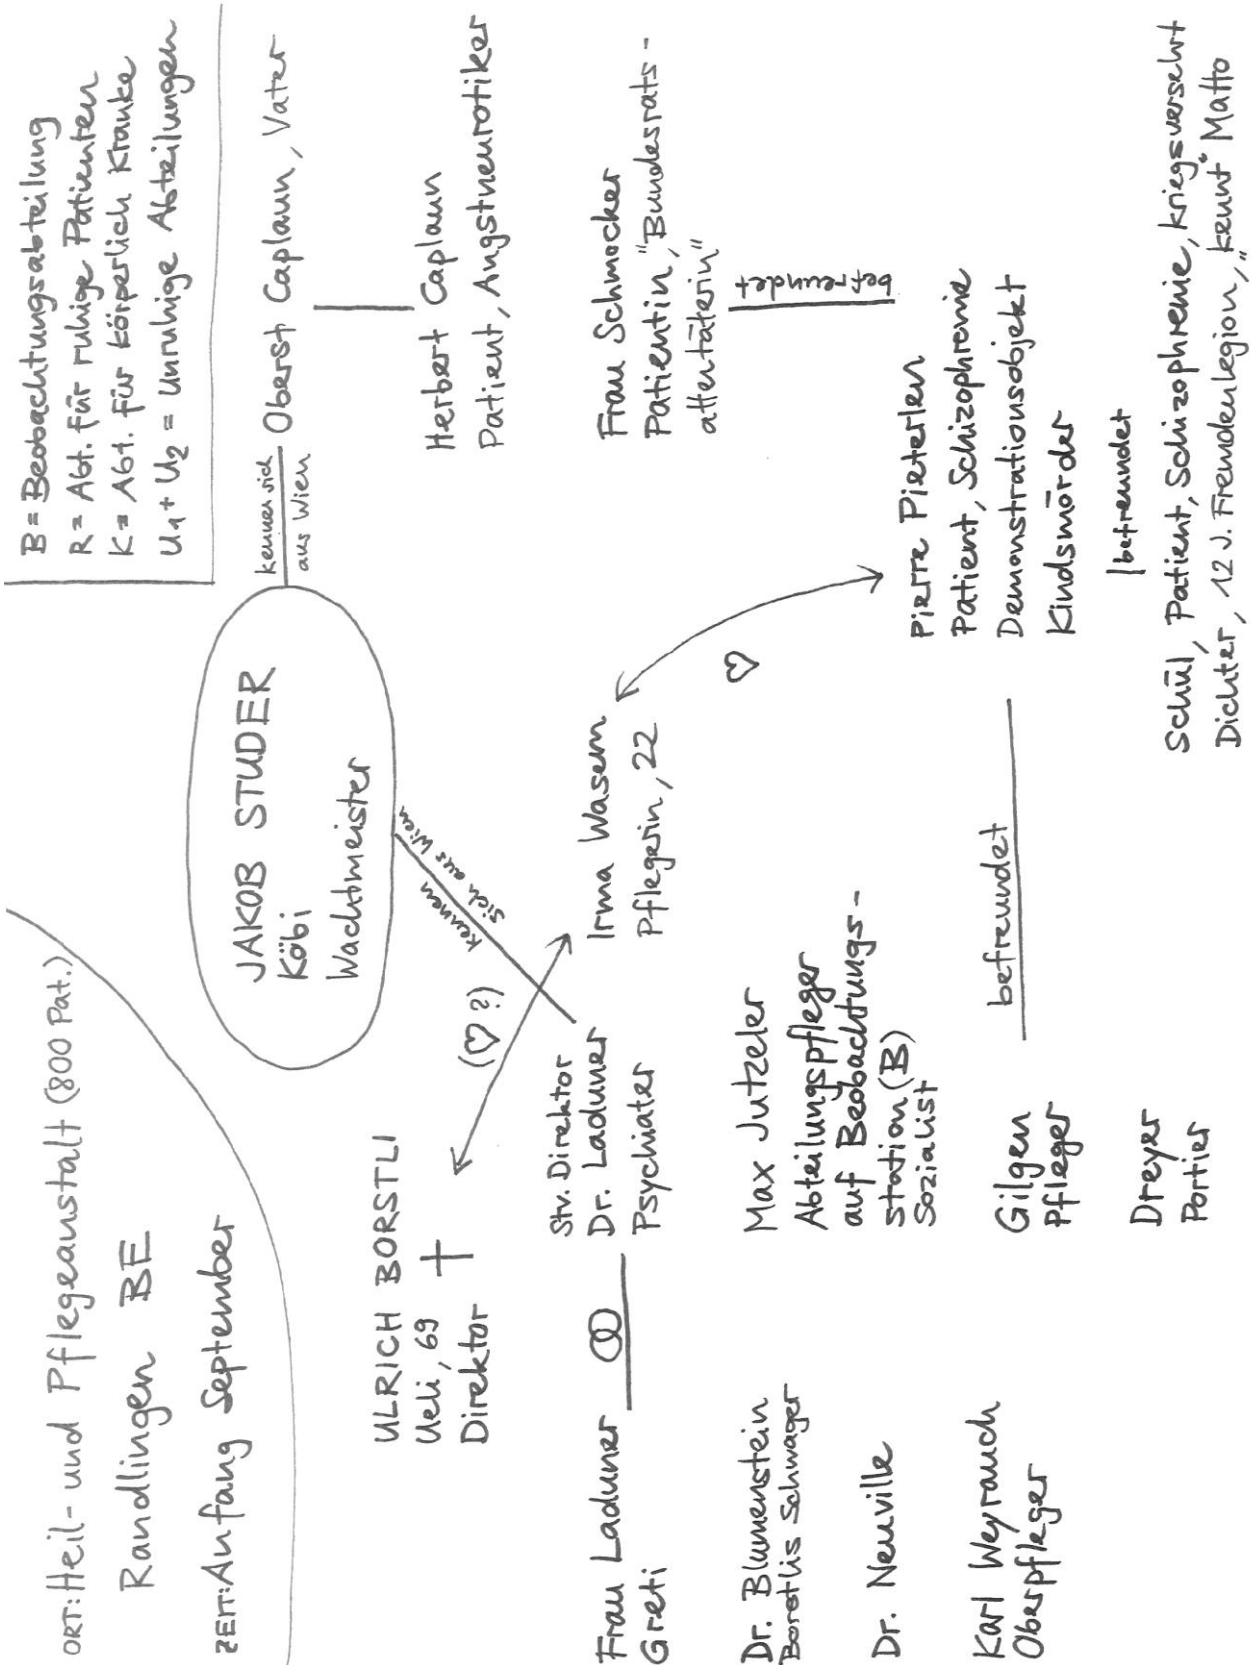 ORT: Heil- und Pflegeanstalt (800 Pat.)
Randlingen BE
ZEIT: Anfang September
B = Beobachtungsabteilung
R = Abt. für ruhige Patienten
K = Abt. für körperlich Kranke
U1 + U2 = Unruhige Abteilungen
JAKOB STUDER
Köbi
Wachtmeister
kennen sich
aus Wien
Oberst Caplaun, Vater
Herbert Caplaun
Patient, Angstneurotiker
kennen
sich aus Wien
ULRICH BORSTLI
Ueli, 69
Direktor
(♡?)
Frau Laduner
Greti
Stv. Direktor
Dr. Laduner
Psychiater
Irma Wasem
Pflegerin, 22
♡
Frau Schmocker
Patientin, "Bundesrats-
attentäterin"
befreundet
Dr. Blumenstein
Borstlis Schwager
Dr. Neuville
Karl Weyrauch
Oberpfleger
Max Jutzeler
Abteilungspfleger
auf Beobachtungs-
station (B)
Sozialist
Gilgen
Pfleger
befreundet
Dreyer
Portier
Pierre Pieterlen
Patient, Schizophrenie
Demonstrationsobjekt
Kindsmörder
befreundet
Schül, Patient, Schizophrenie, kriegsversehrt
Dichter, 12 J. Fremdenlegion, "kennt" Matto